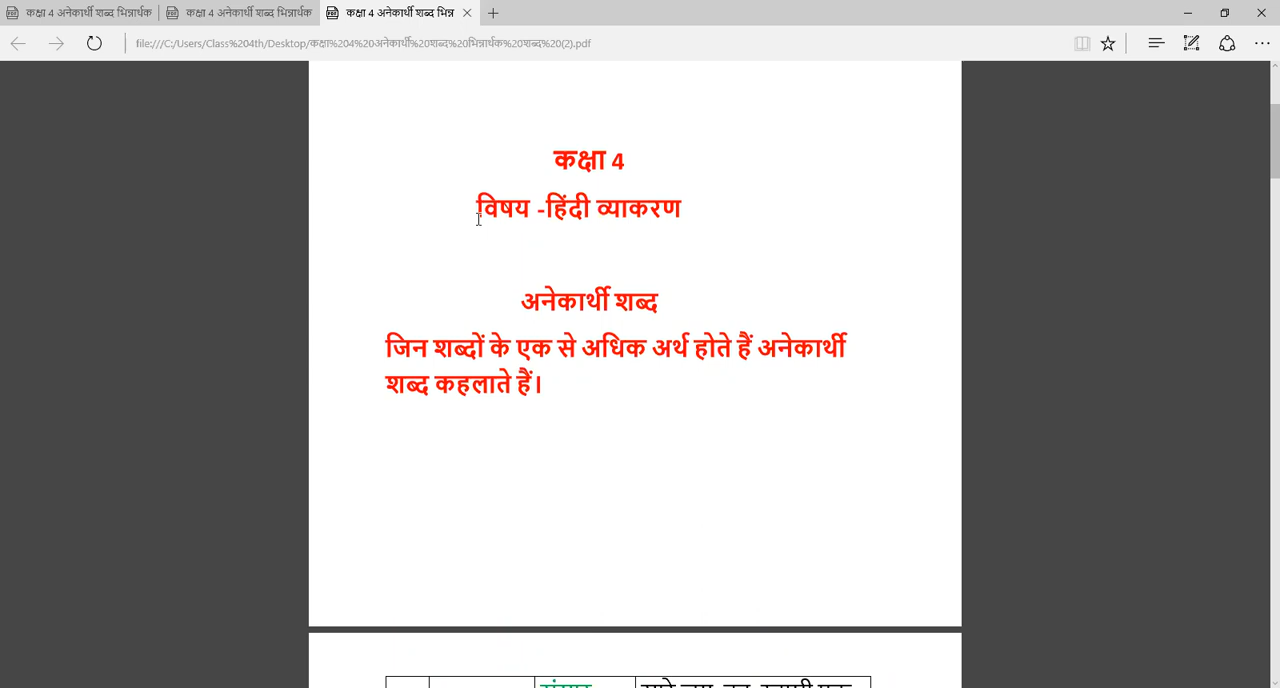 कक्षा 4 अनेकार्थी शब्द भिन्नार्थक
कक्षा 4 अनेकार्थी शब्द भिन्नार्थक
कक्षा 4 अनेकार्थी शब्द भिन्न
file:///C:/Users/Class%204th/Desktop/कक्षा%204%20अनेकार्थी%20शब्द%20भिन्नार्थक%20शब्द%20(2).pdf
कक्षा 4
विषय -हिंदी व्याकरण
अनेकार्थी शब्द
जिन शब्दों के एक से अधिक अर्थ होते हैं अनेकार्थी
शब्द कहलाते हैं।